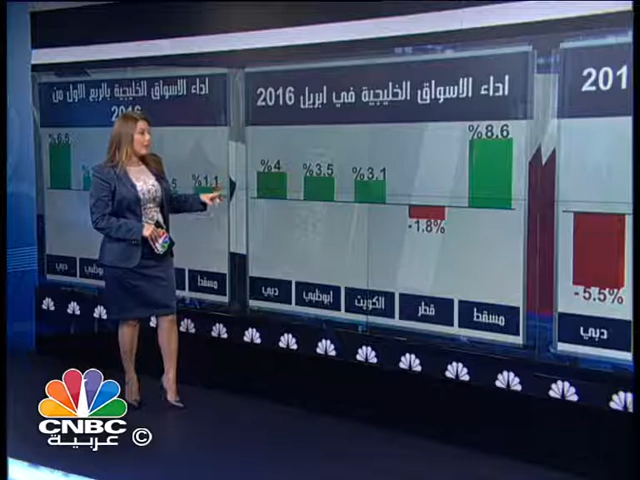 اداء الاسواق الخليجية بالربع الاول من
2016
%6.6
%1.1
دبي
مسقط
اداء الاسواق الخليجية في ابريل 2016
%4
%3.5
%3.1
-1.8%
%8.6
دبي
ابوظبي
الكويت
قطر
مسقط
201
-5.5%
دبي
CNBC
عربية ©